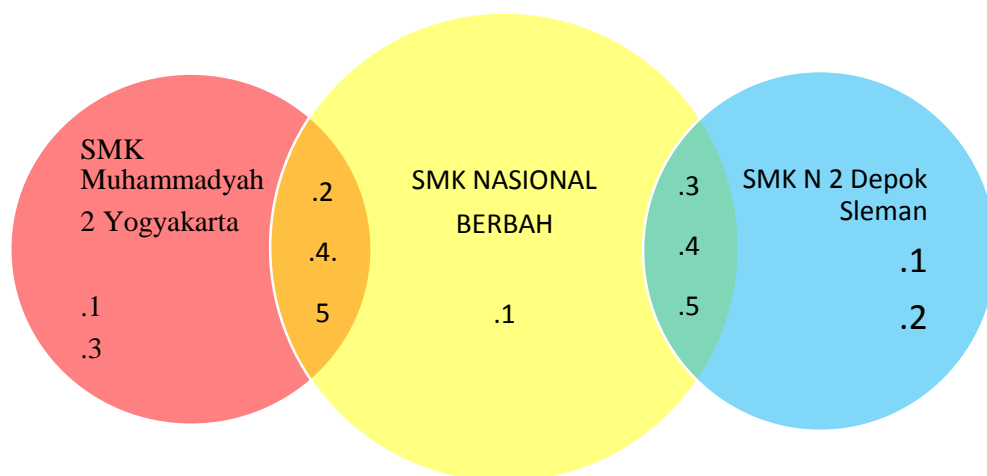 SMK
Muhammadyah
2 Yogyakarta
.1
.3
.2
.4.
5
SMK NASIONAL
BERBAH
.1
.3
.4
.5
SMK N 2 Depok
Sleman
.1
.2